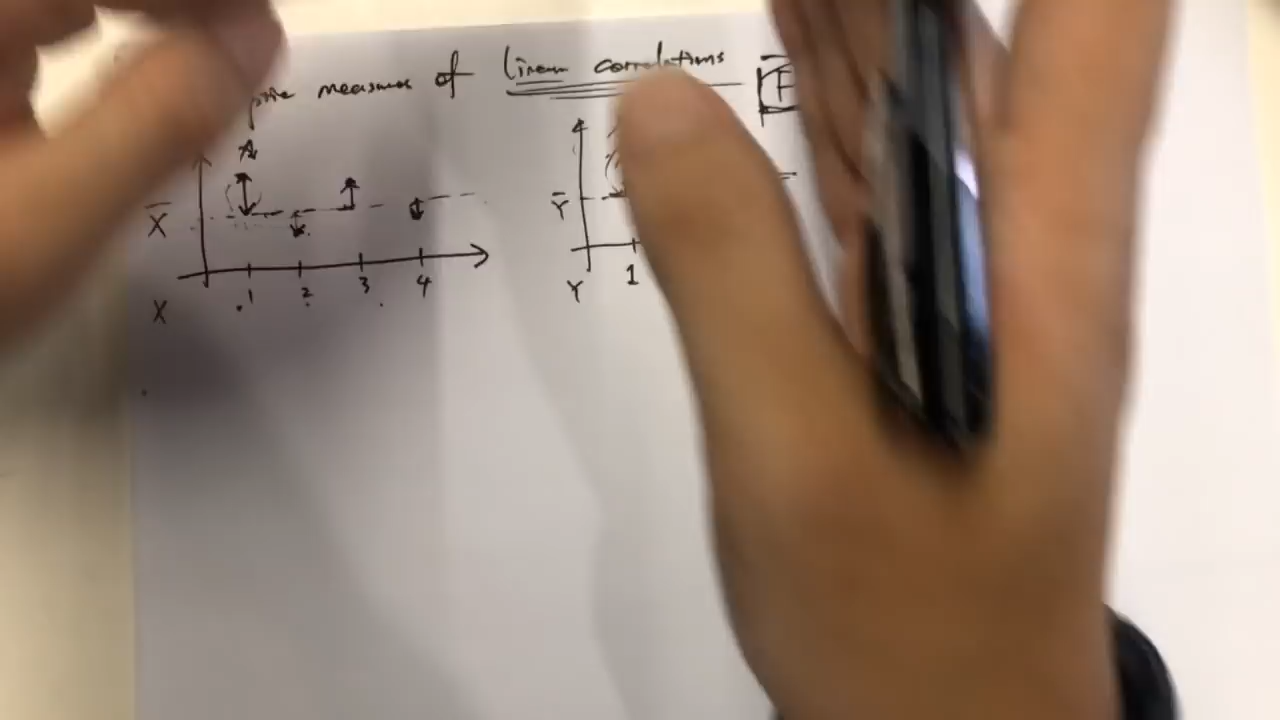 measures of linear correlations
X̄
Ȳ
1 2 3 4
1
X
Y